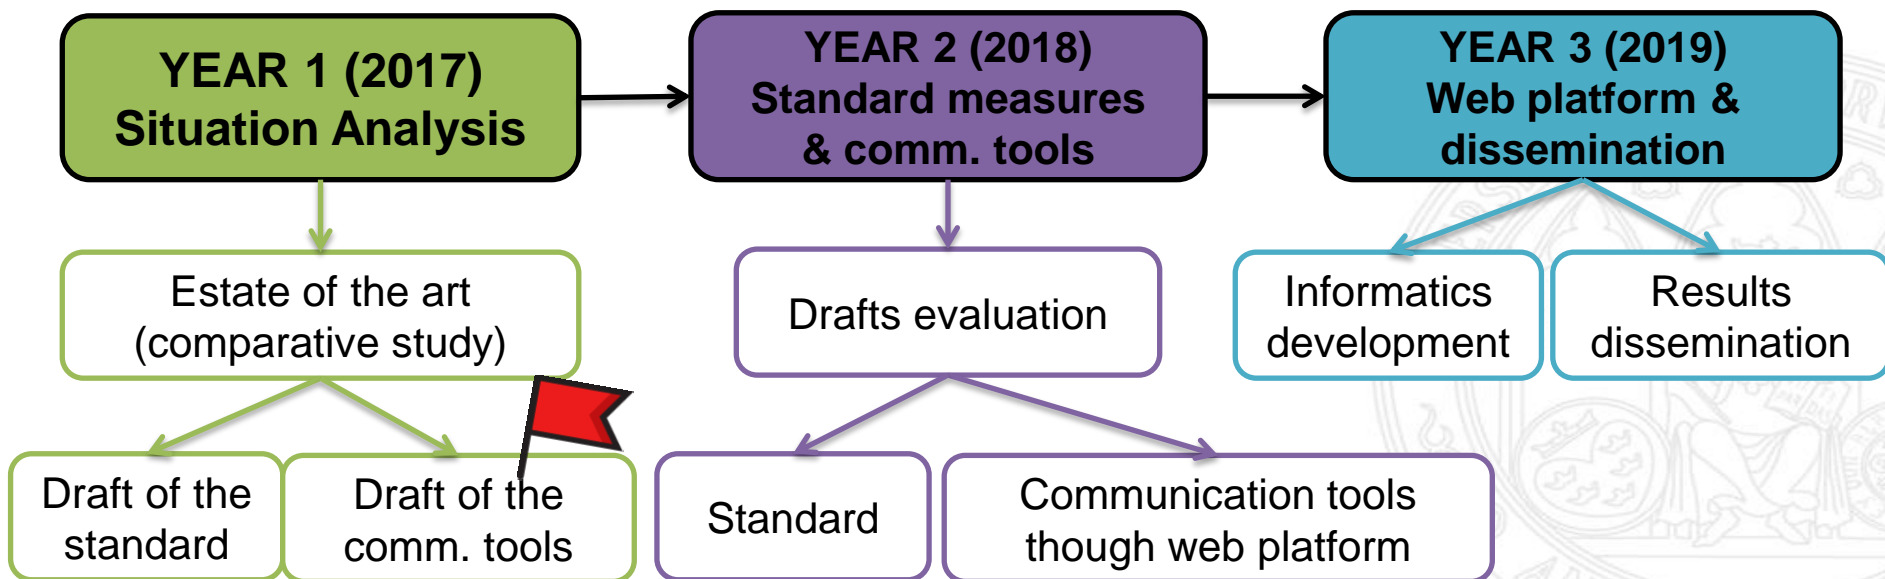 YEAR 1 (2017)
Situation Analysis
YEAR 2 (2018)
Standard measures
& comm. tools
YEAR 3 (2019)
Web platform &
dissemination
Estate of the art
(comparative study)
Drafts evaluation
Informatics
development
Results
dissemination
Draft of the
standard
Draft of the
comm. tools
Standard
Communication tools
though web platform